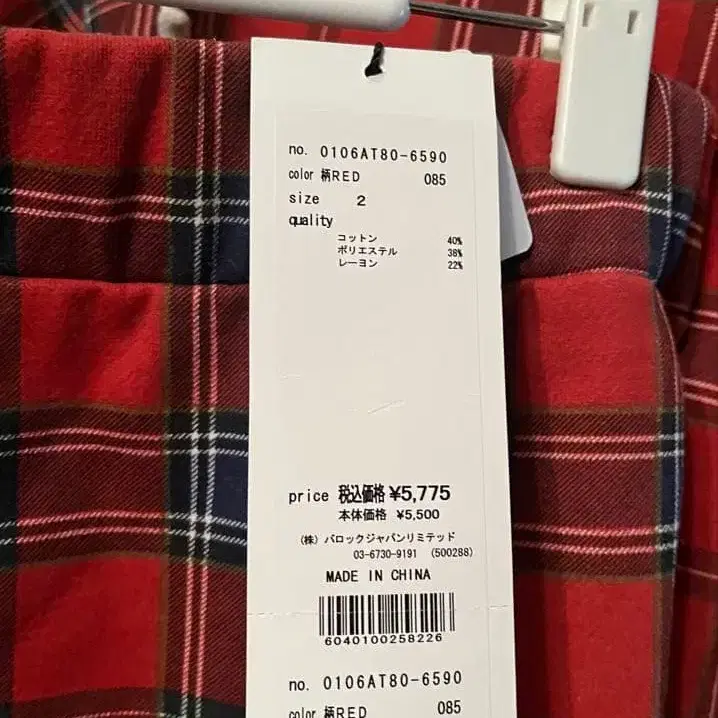 no. 0106AT80-6590
color 柄RED 085
size 2
quality
コットン 40%
ポリエステル 38%
レーヨン 22%
price 税込価格 ¥5,775
本体価格 ¥5,500
(株) バロックジャパンリミテッド
03-6730-9191 (500288)
MADE IN CHINA
6040100258226
no. 0106AT80-6590
color 柄RED 085